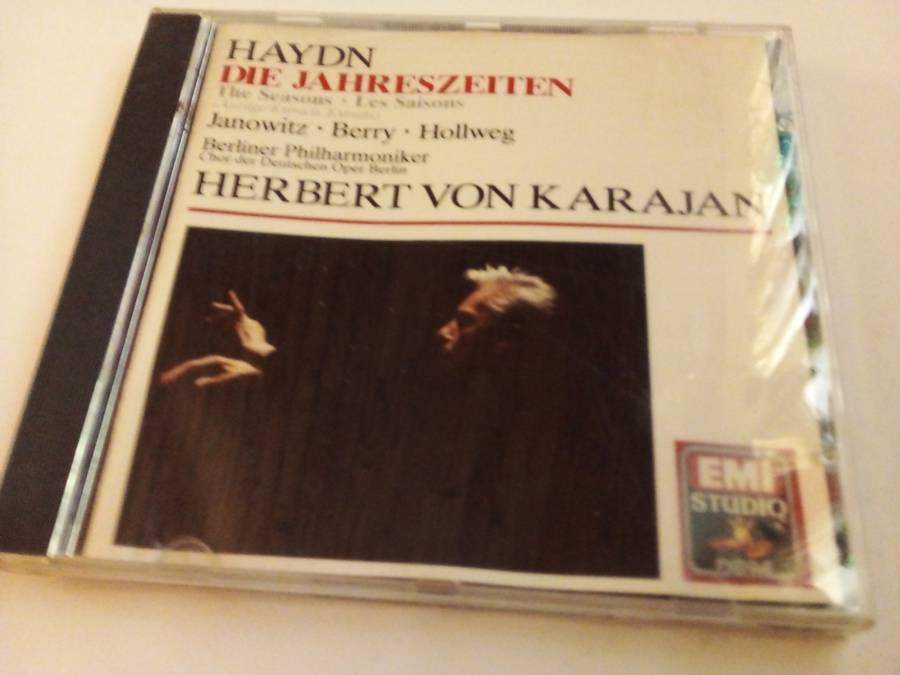 HAYDN
DIE JAHRESZEITEN
The Seasons · Les Saisons
Janowitz · Berry · Hollweg
Berliner Philharmoniker
Chor der Deutschen Oper Berlin
HERBERT VON KARAJAN
EMI
STUDIO